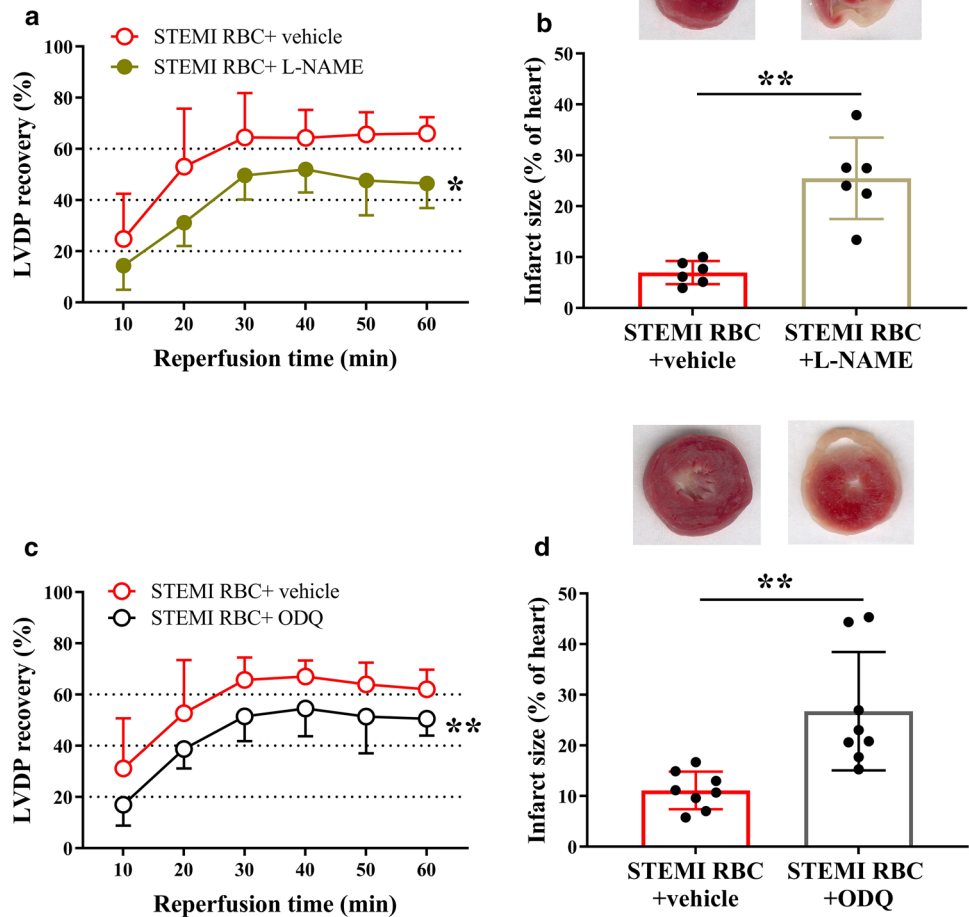 a
STEMI RBC+ vehicle
STEMI RBC+ L-NAME
LVDP recovery (%)
100
80
60
40
20
0
*
10 20 30 40 50 60
Reperfusion time (min)
b
Infarct size (% of heart)
50
40
30
20
10
0
**
STEMI RBC STEMI RBC
+vehicle +L-NAME
c
STEMI RBC+ vehicle
STEMI RBC+ ODQ
LVDP recovery (%)
100
80
60
40
20
0
**
10 20 30 40 50 60
Reperfusion time (min)
d
Infarct size (% of heart)
50
40
30
20
10
0
**
STEMI RBC STEMI RBC
+vehicle +ODQ